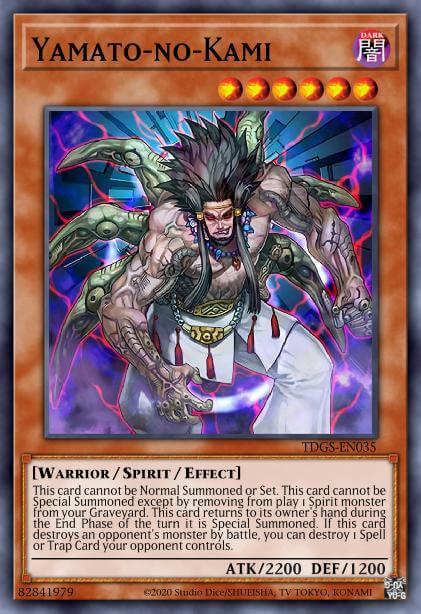 YAMATO-NO-KAMI
DARK
闇
TDGS-EN035
[WARRIOR / SPIRIT / EFFECT]
This card cannot be Normal Summoned or Set. This card cannot be
Special Summoned except by removing from play 1 Spirit monster
from your Graveyard. This card returns to its owner's hand during
the End Phase of the turn it is Special Summoned. If this card
destroys an opponent's monster by battle, you can destroy 1 Spell
or Trap Card your opponent controls.
ATK/2200 DEF/1200
82841979
©2020 Studio Dice/SHUEISHA, TV TOKYO, KONAMI